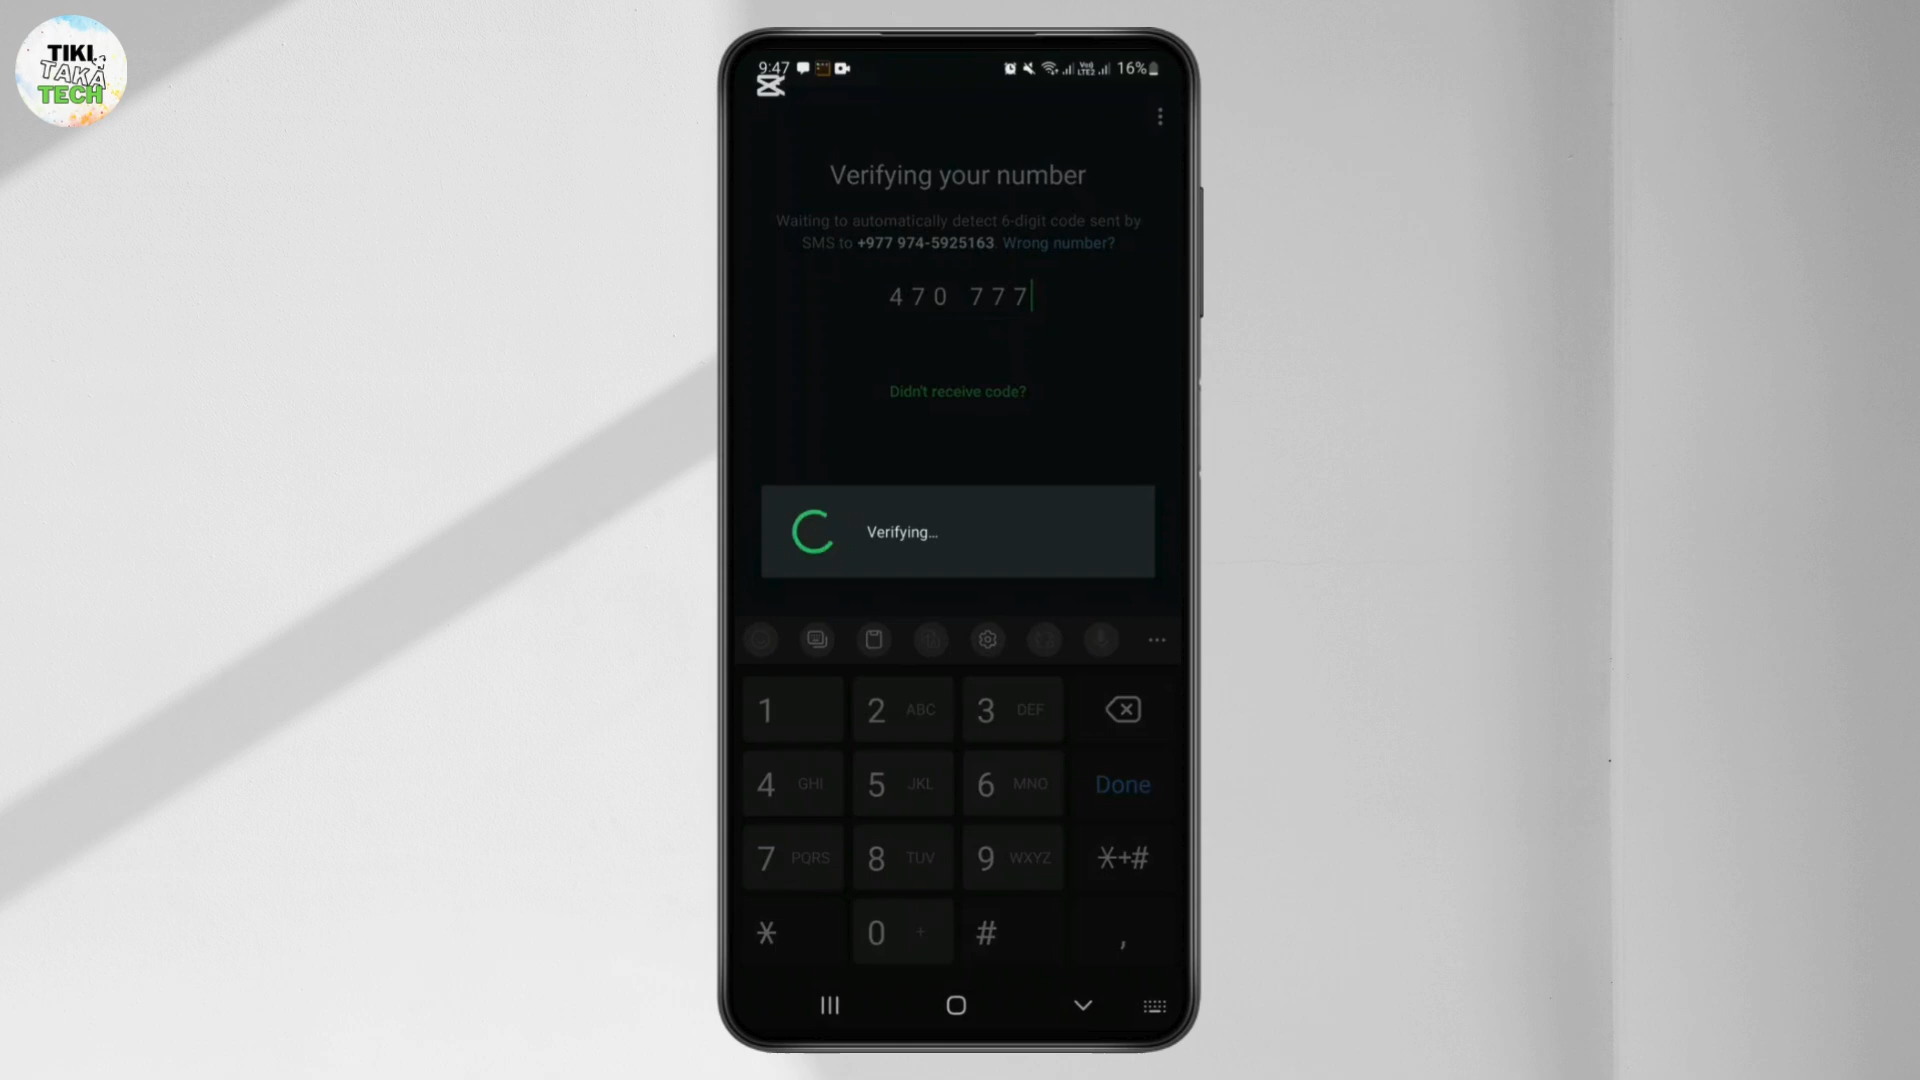 TIKI
TAKA
TECH
9:47
Vo))
LTE2
16%
Verifying your number
Waiting to automatically detect 6-digit code sent by
SMS to +977 974-5925163. Wrong number?
470 777
Didn't receive code?
Verifying...
1
2 ABC
3 DEF
4 GHI
5 JKL
6 MNO
Done
7 PQRS
8 TUV
9 WXYZ
*+#
*
0 +
#
,